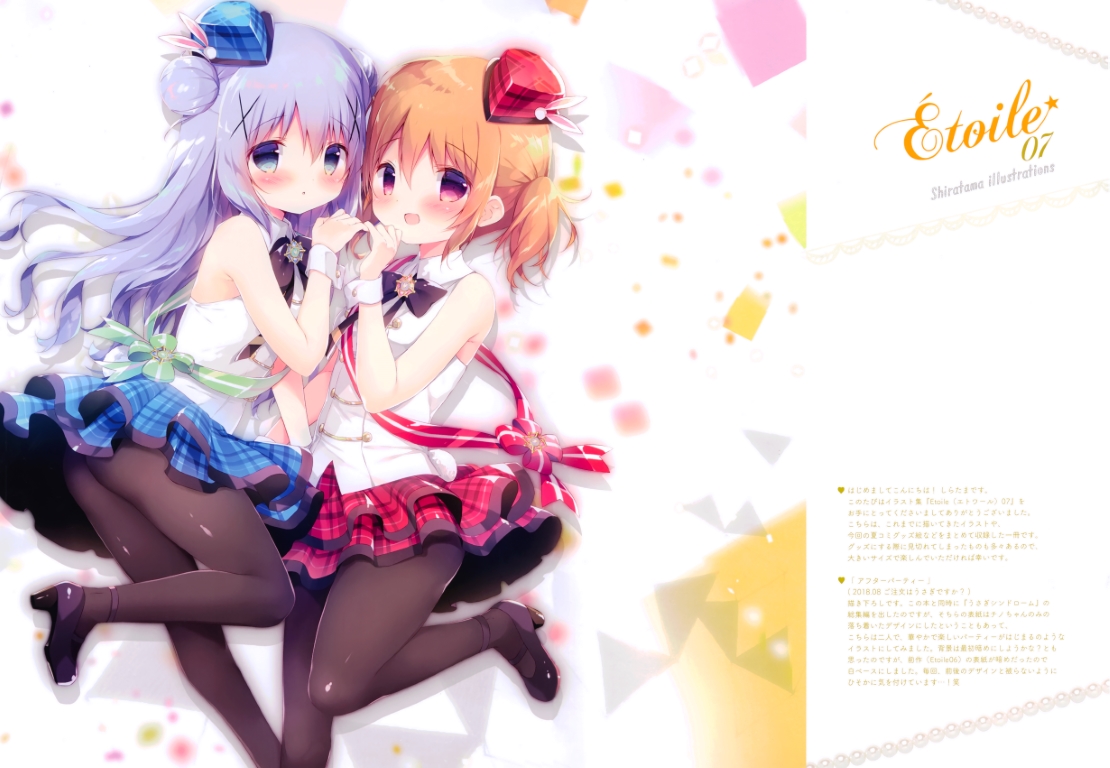 Étoile
07
Shiratama illustrations
♥ はじめましてこんにちは！ しらたまです。
このたびはイラスト集『Etoile（エトワール）07』を
お手にとってくださいましてありがとうございました。
こちらは、これまでに描いてきたイラストや、
今回の夏コミグッズ絵などをまとめて収録した一冊です。
グッズにする際に見切れてしまったものも多々あるので、
大きいサイズで楽しんでいただければ幸いです。
♥「 アフターパーティー 」
( 2018.08 ご注文はうさぎですか？ )
描き下ろしです。この本と同時に『うさぎシンドローム』の
総集編を出したのですが、そちらの表紙はチノちゃんのみの
落ち着いたデザインにしたということもあって、
こちらは二人で、華やかで楽しいパーティーがはじまるのような
イラストにしてみました。背景は最初暗めにしようかな？とも
思ったのですが、前作（Etoile06）の表紙が暗めだったので
白ベースにしました。毎回、前後のデザインと被らないように
ひそかに気を付けています…！笑